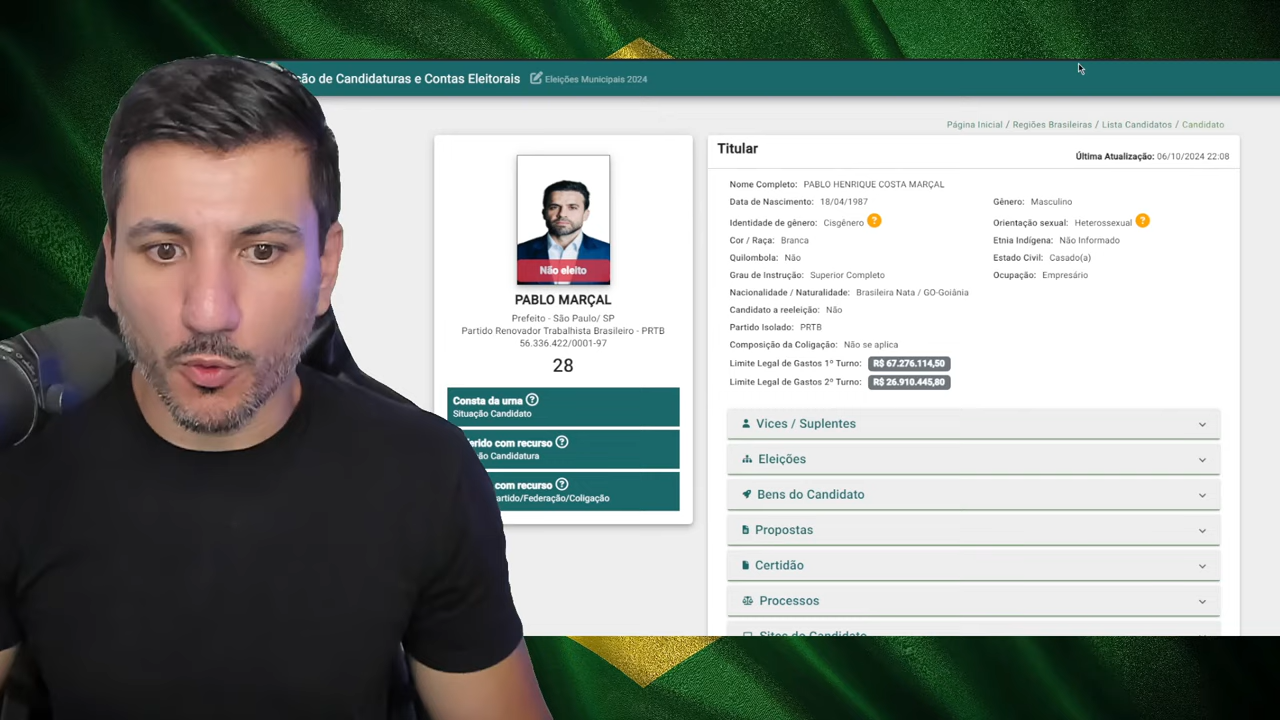 ção de Candidaturas e Contas Eleitorais Eleições Municipais 2024
Página Inicial / Regiões Brasileiras / Lista Candidatos / Candidato
Não eleito
PABLO MARÇAL
Prefeito - São Paulo/ SP
Partido Renovador Trabalhista Brasileiro - PRTB
56.336.422/0001-97
28
Consta da urna ?
Situação Candidato
erido com recurso ?
ão Candidatura
com recurso ?
artido/Federação/Coligação
Titular
Última Atualização: 06/10/2024 22:08
Nome Completo: PABLO HENRIQUE COSTA MARÇAL
Data de Nascimento: 18/04/1987 Gênero: Masculino
Identidade de gênero: Cisgênero ? Orientação sexual: Heterossexual ?
Cor / Raça: Branca Etnia Indígena: Não Informado
Quilombola: Não Estado Civil: Casado(a)
Grau de Instrução: Superior Completo Ocupação: Empresário
Nacionalidade / Naturalidade: Brasileira Nata / GO-Goiânia
Candidato a reeleição: Não
Partido Isolado: PRTB
Composição da Coligação: Não se aplica
Limite Legal de Gastos 1º Turno: R$ 67.276.114,50
Limite Legal de Gastos 2º Turno: R$ 26.910.445,80
Vices / Suplentes
Eleições
Bens do Candidato
Propostas
Certidão
Processos
Sites do Candidato